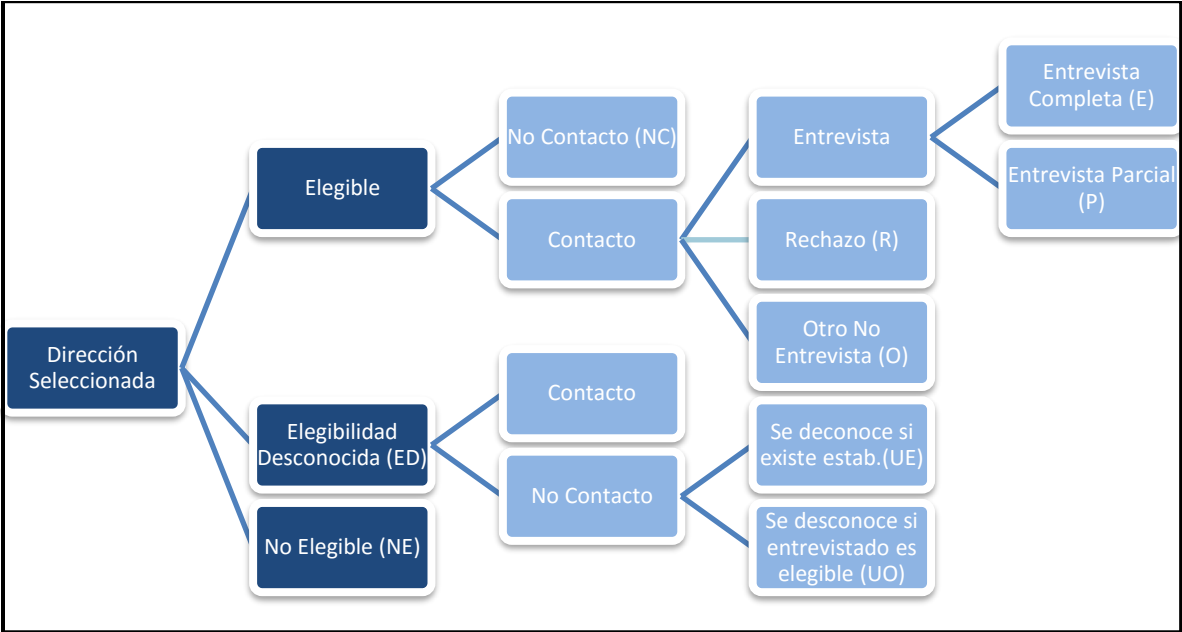 Dirección
Seleccionada
Elegible
No Contacto (NC)
Contacto
Entrevista
Entrevista
Completa (E)
Entrevista Parcial
(P)
Rechazo (R)
Otro No
Entrevista (O)
Elegibilidad
Desconocida (ED)
Contacto
No Contacto
Se deconoce si
existe estab.(UE)
Se desconoce si
entrevistado es
elegible (UO)
No Elegible (NE)